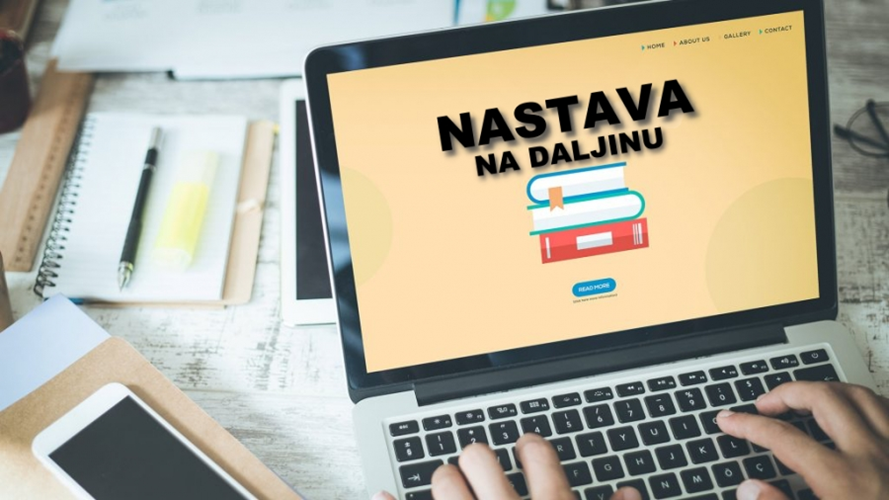 HOME
ABOUT US
GALLERY
CONTACT
NASTAVA
NA DALJINU
READ MORE